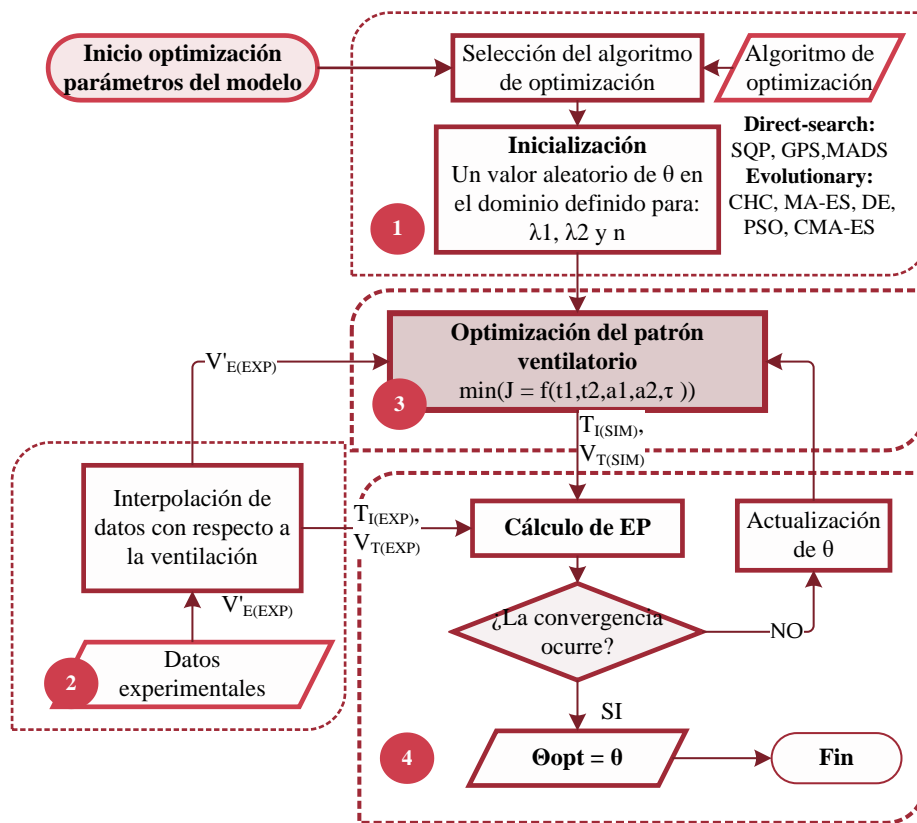 Inicio optimización
parámetros del modelo
Selección del algoritmo
de optimización
Algoritmo de
optimización
Direct-search:
SQP, GPS,MADS
Evolutionary:
CHC, MA-ES, DE,
PSO, CMA-ES
Inicialización
Un valor aleatorio de θ en
el dominio definido para:
λ1, λ2 y n
1
Optimización del patrón
ventilatorio
min(J = f(t1,t2,a1,a2,τ ))
3
V'E(EXP)
TI(SIM),
VT(SIM)
Interpolación de
datos con respecto a
la ventilación
TI(EXP),
VT(EXP)
Cálculo de EP
Actualización
de θ
V'E(EXP)
¿La convergencia
ocurre?
NO
Datos
experimentales
2
SI
4
Θopt = θ
Fin